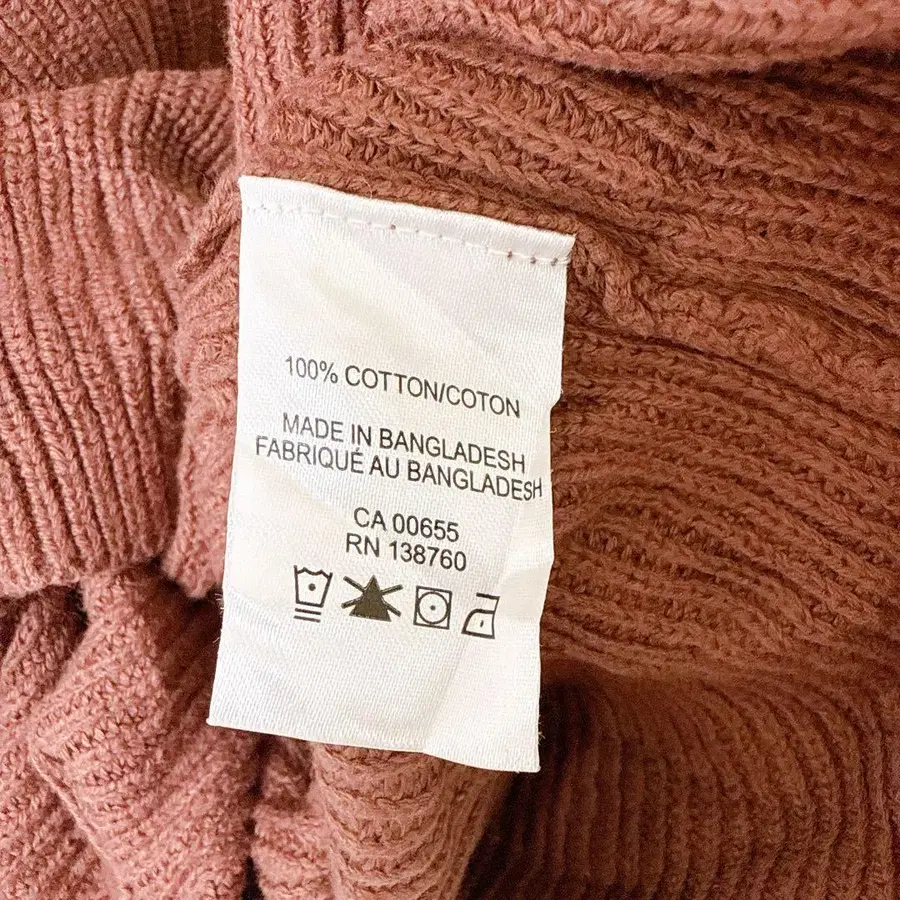 100% COTTON/COTON
MADE IN BANGLADESH
FABRIQUÉ AU BANGLADESH
CA 00655
RN 138760